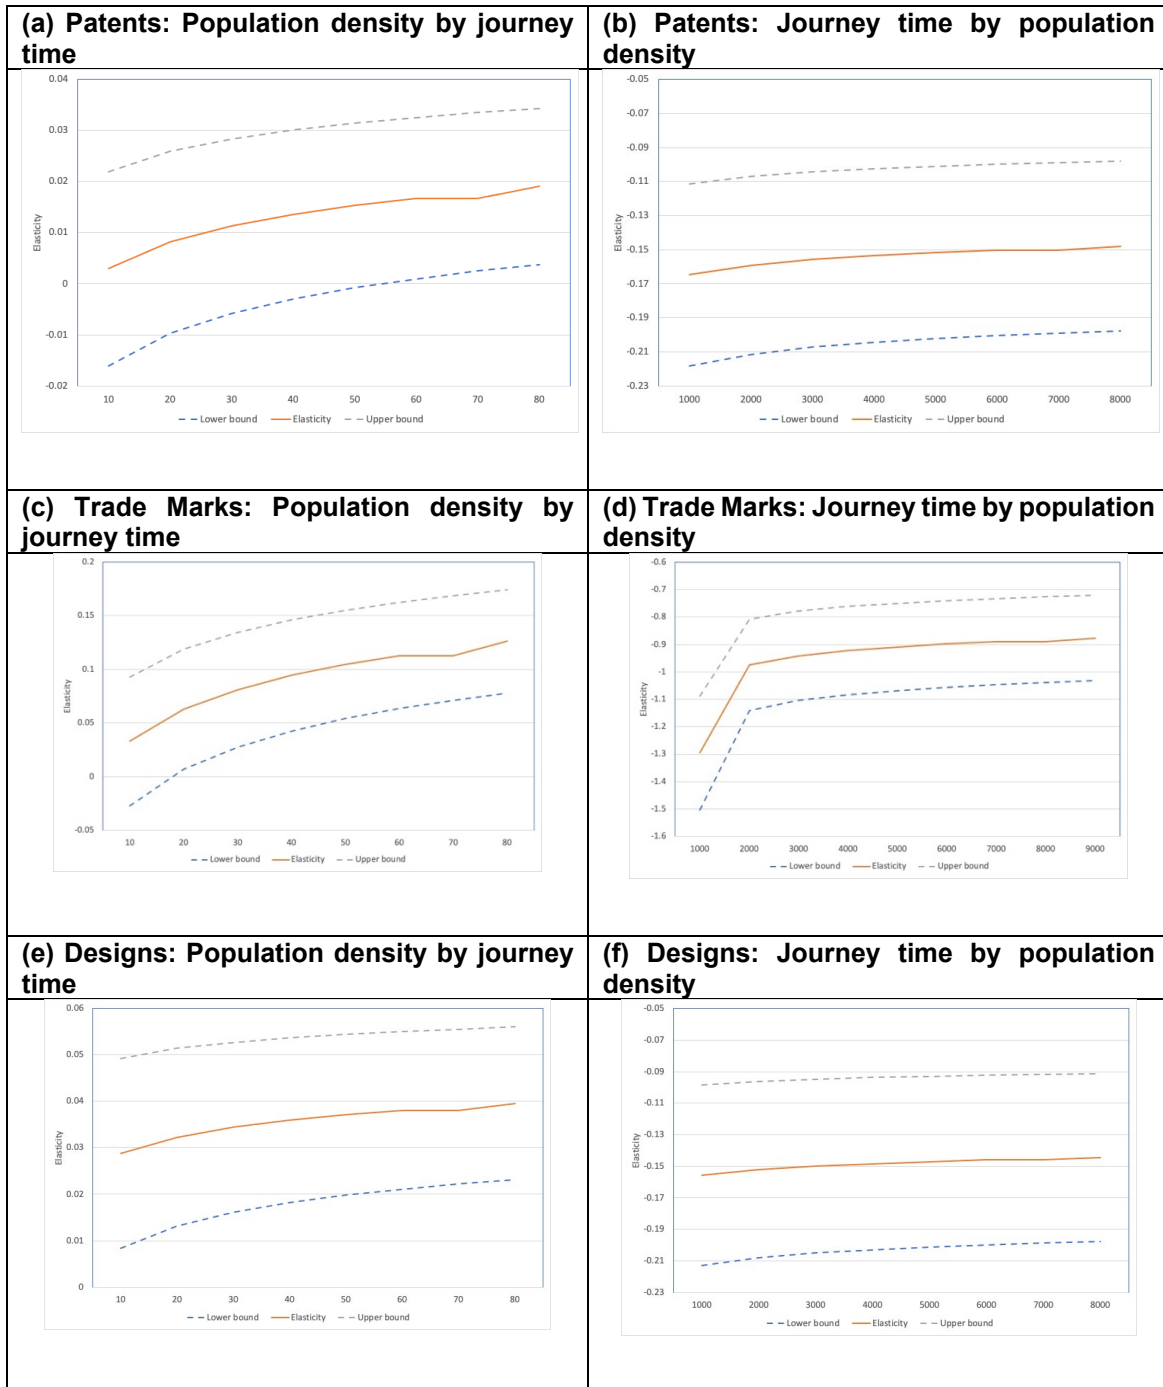 (a) Patents: Population density by journey
time
0.04
0.03
0.02
0.01
0
-0.01
-0.02
Elasticity
10 20 30 40 50 60 70 80
Lower bound Elasticity Upper bound
(b) Patents: Journey time by population
density
-0.05
-0.07
-0.09
-0.11
-0.13
-0.15
-0.17
-0.19
-0.21
-0.23
Elasticity
1000 2000 3000 4000 5000 6000 7000 8000
Lower bound Elasticity Upper bound
(c) Trade Marks: Population density by
journey time
0.2
0.15
0.1
0.05
0
-0.05
Elasticity
10 20 30 40 50 60 70 80
Lower bound Elasticity Upper bound
(d) Trade Marks: Journey time by population
density
-0.6
-0.7
-0.8
-0.9
-1
-1.1
-1.2
-1.3
-1.4
-1.5
-1.6
Elasticity
1000 2000 3000 4000 5000 6000 7000 8000 9000
Lower bound Elasticity Upper bound
(e) Designs: Population density by journey
time
0.06
0.05
0.04
0.03
0.02
0.01
0
Elasticity
10 20 30 40 50 60 70 80
Lower bound Elasticity Upper bound
(f) Designs: Journey time by population
density
-0.05
-0.07
-0.09
-0.11
-0.13
-0.15
-0.17
-0.19
-0.21
-0.23
Elasticity
1000 2000 3000 4000 5000 6000 7000 8000
Lower bound Elasticity Upper bound